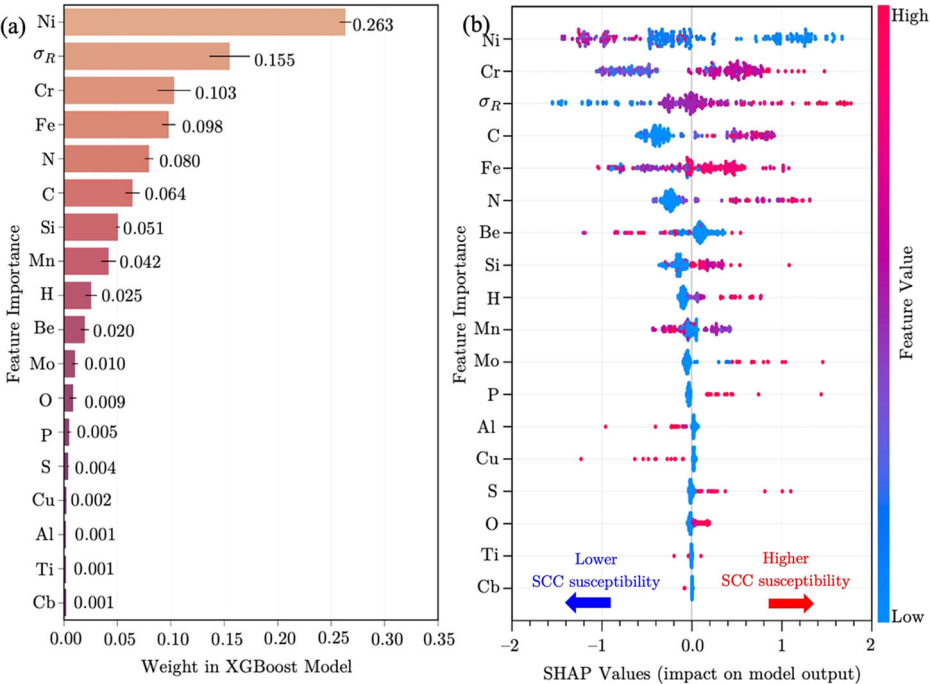 (a)
Feature Importance
Ni 0.263
σR 0.155
Cr 0.103
Fe 0.098
N 0.080
C 0.064
Si 0.051
Mn 0.042
H 0.025
Be 0.020
Mo 0.010
O 0.009
P 0.005
S 0.004
Cu 0.002
Al 0.001
Ti 0.001
Cb 0.001
0.00 0.05 0.10 0.15 0.20 0.25 0.30 0.35
Weight in XGBoost Model
(b)
Feature Importance
Ni
Cr
σR
C
Fe
N
Be
Si
H
Mn
Mo
P
Al
Cu
S
O
Ti
Cb
Lower
SCC susceptibility
Higher
SCC susceptibility
−2 −1 0.0 1 2
SHAP Values (impact on model output)
High
Feature Value
Low